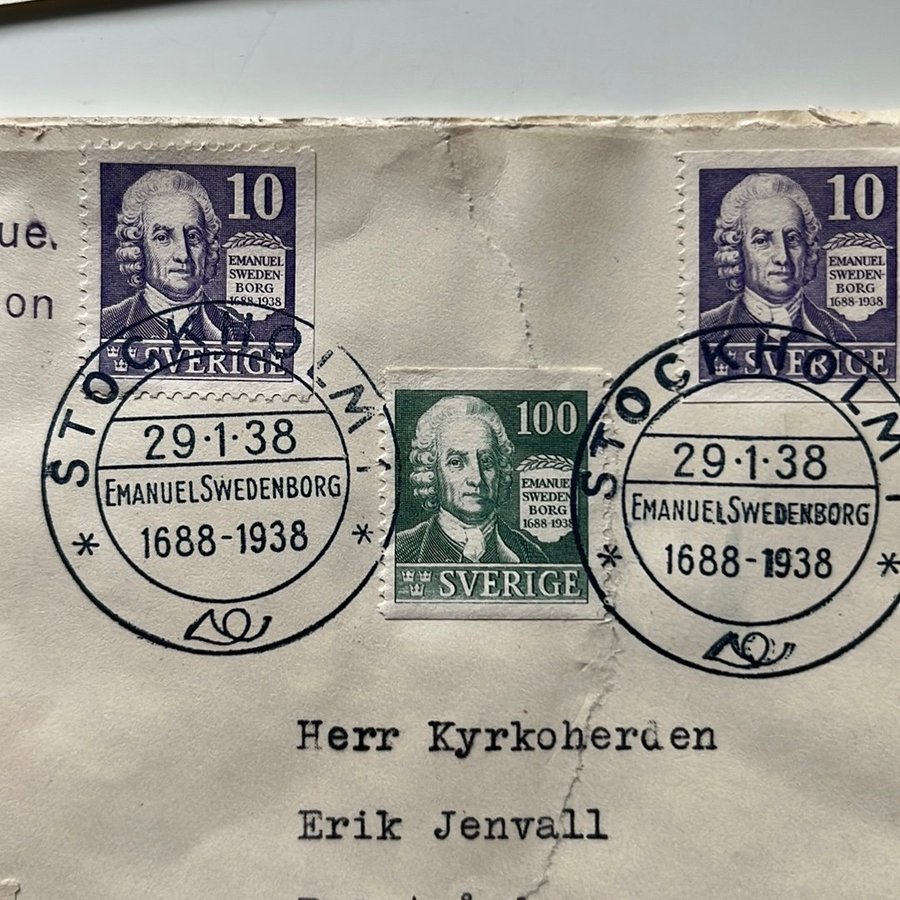 ue.
on
10
EMANUEL
SWEDEN-
BORG
1688-1938
SVERIGE
10
EMANUEL
SWEDEN-
BORG
1688-1938
SVERIGE
100
EMANUEL
SWEDEN
BORG
1688-1938
SVERIGE
STOCKHOLM 1
29·1·38
EMANUEL SWEDENBORG
1688-1938
* *
STOCKHOLM 1
29·1·38
EMANUEL SWEDENBORG
1688-1938
* *
Herr Kyrkoherden
Erik Jenvall